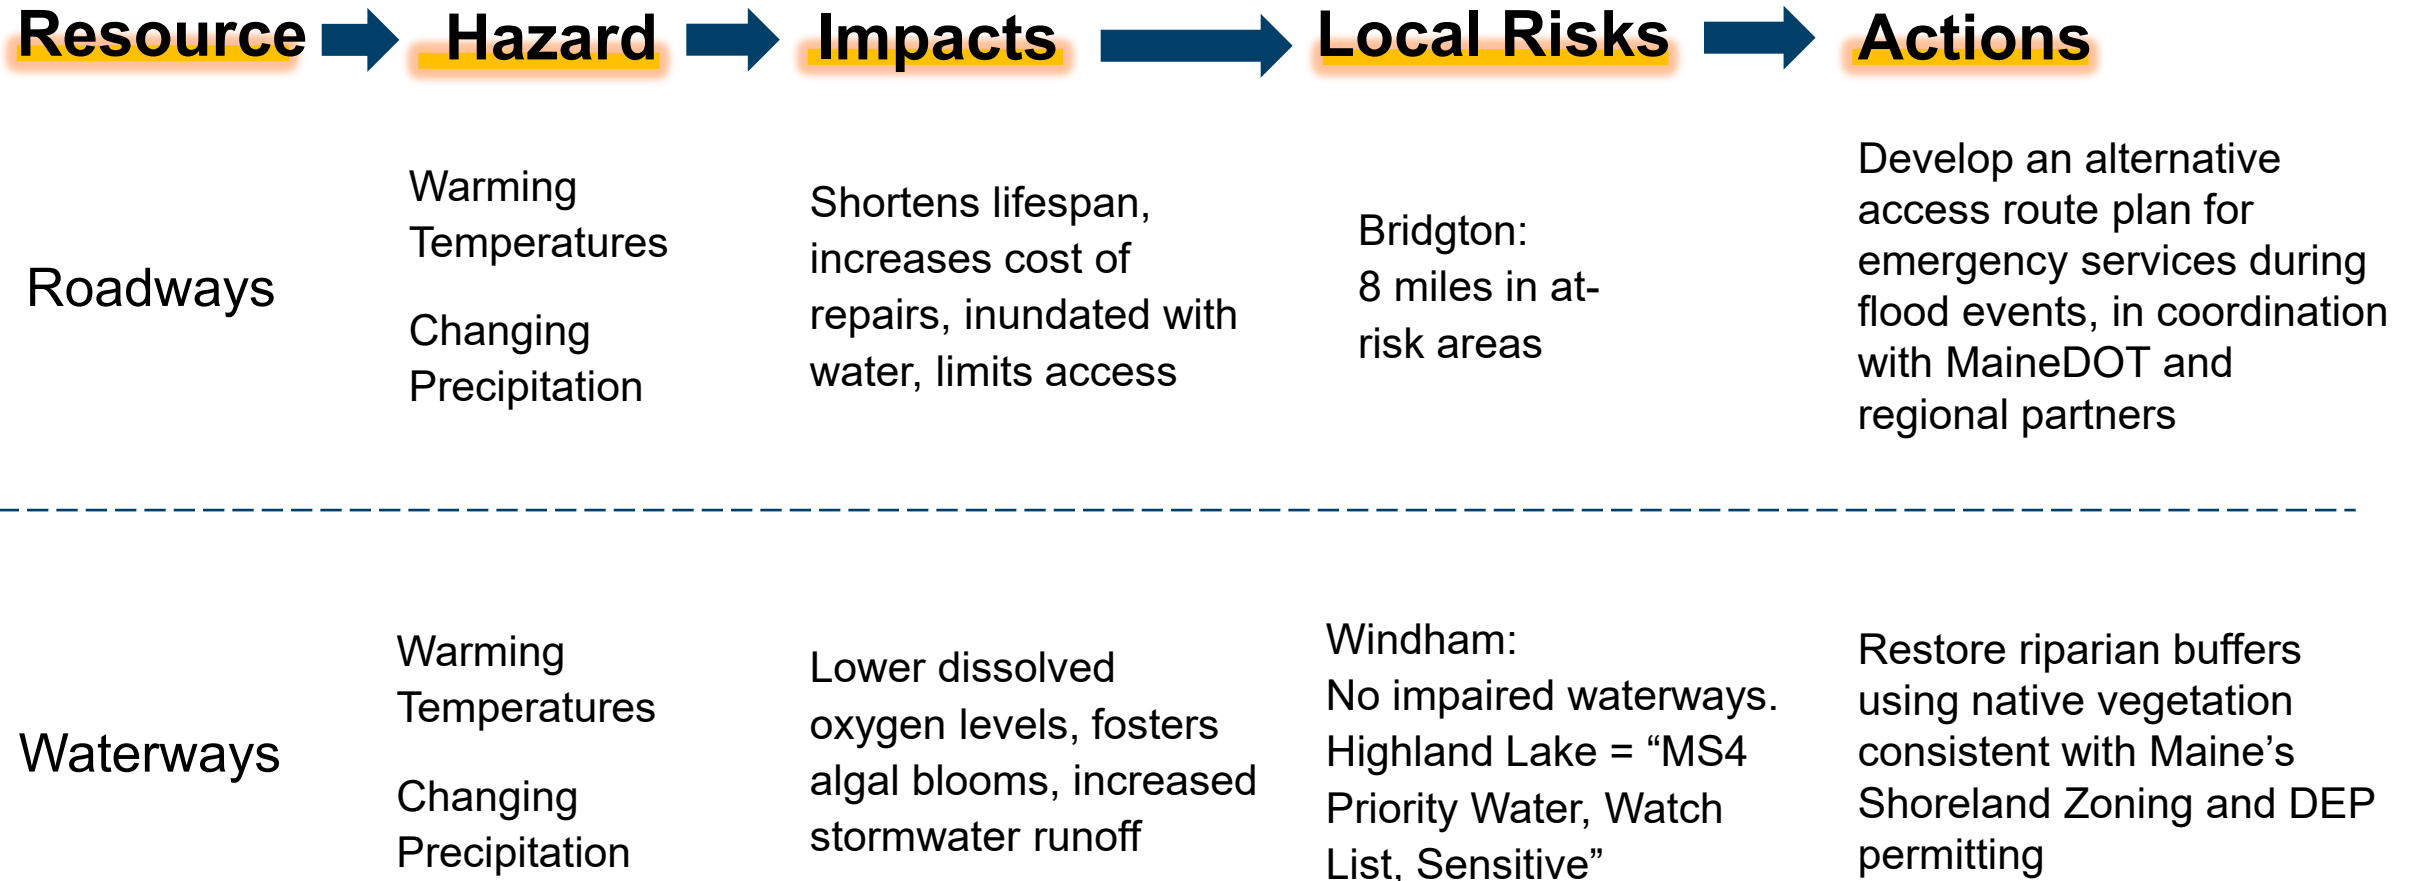 Resource Hazard Impacts Local Risks Actions
Roadways
Warming
Temperatures
Changing
Precipitation
Shortens lifespan,
increases cost of
repairs, inundated with
water, limits access
Bridgton:
8 miles in at-
risk areas
Develop an alternative
access route plan for
emergency services during
flood events, in coordination
with MaineDOT and
regional partners
Waterways
Warming
Temperatures
Changing
Precipitation
Lower dissolved
oxygen levels, fosters
algal blooms, increased
stormwater runoff
Windham:
No impaired waterways.
Highland Lake = “MS4
Priority Water, Watch
List, Sensitive”
Restore riparian buffers
using native vegetation
consistent with Maine’s
Shoreland Zoning and DEP
permitting